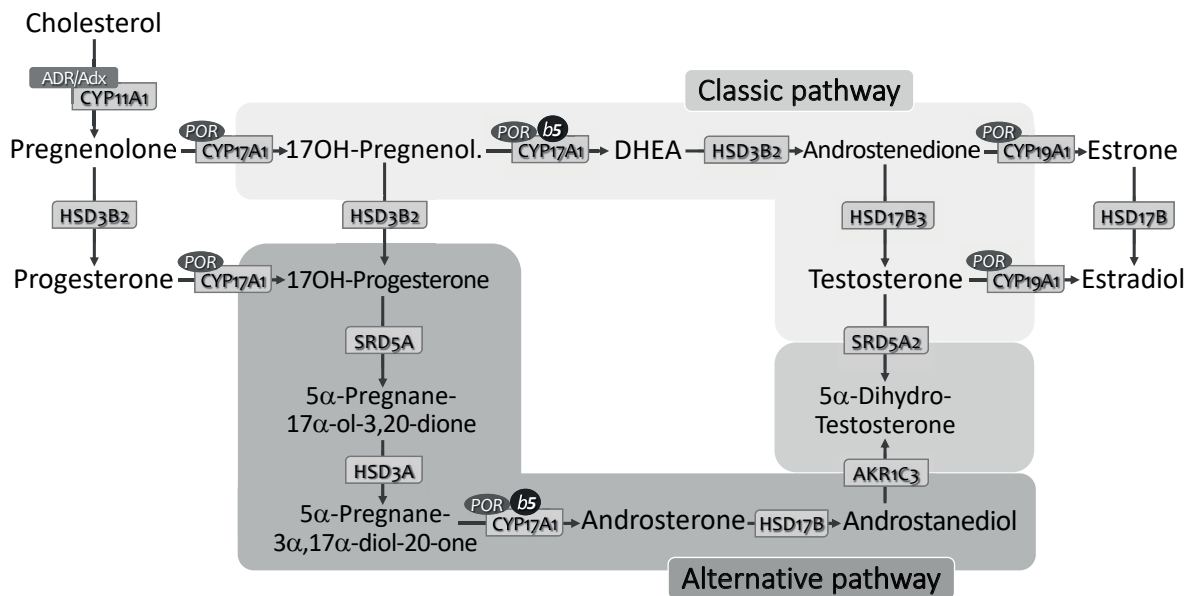 Cholesterol
ADR/Adx
CYP11A1
Classic pathway
Pregnenolone
POR
CYP17A1
17OH-Pregnenol.
POR
b5
CYP17A1
DHEA
HSD3B2
Androstenedione
POR
CYP19A1
Estrone
HSD3B2
HSD3B2
HSD17B3
HSD17B
Progesterone
POR
CYP17A1
17OH-Progesterone
Testosterone
POR
CYP19A1
Estradiol
SRD5A
SRD5A2
5α-Pregnane-
17α-ol-3,20-dione
5α-Dihydro-
Testosterone
HSD3A
AKR1C3
5α-Pregnane-
3α,17α-diol-20-one
POR
b5
CYP17A1
Androsterone
HSD17B
Androstanediol
Alternative pathway